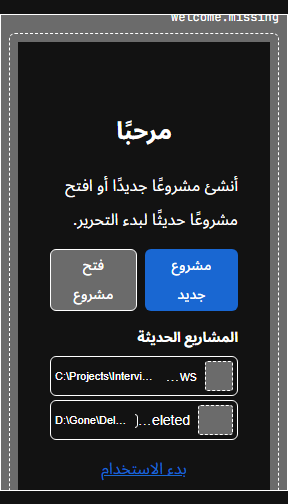 welcome.missing
مرحبًا
أنشئ مشروعًا جديدًا أو افتح
مشروعًا حديثًا لبدء التحرير.
مشروع جديد
فتح مشروع
المشاريع الحديثة
…ws C:\Projects\Intervi…
…eleted D:\Gone\Del…
بدء الاستخدام